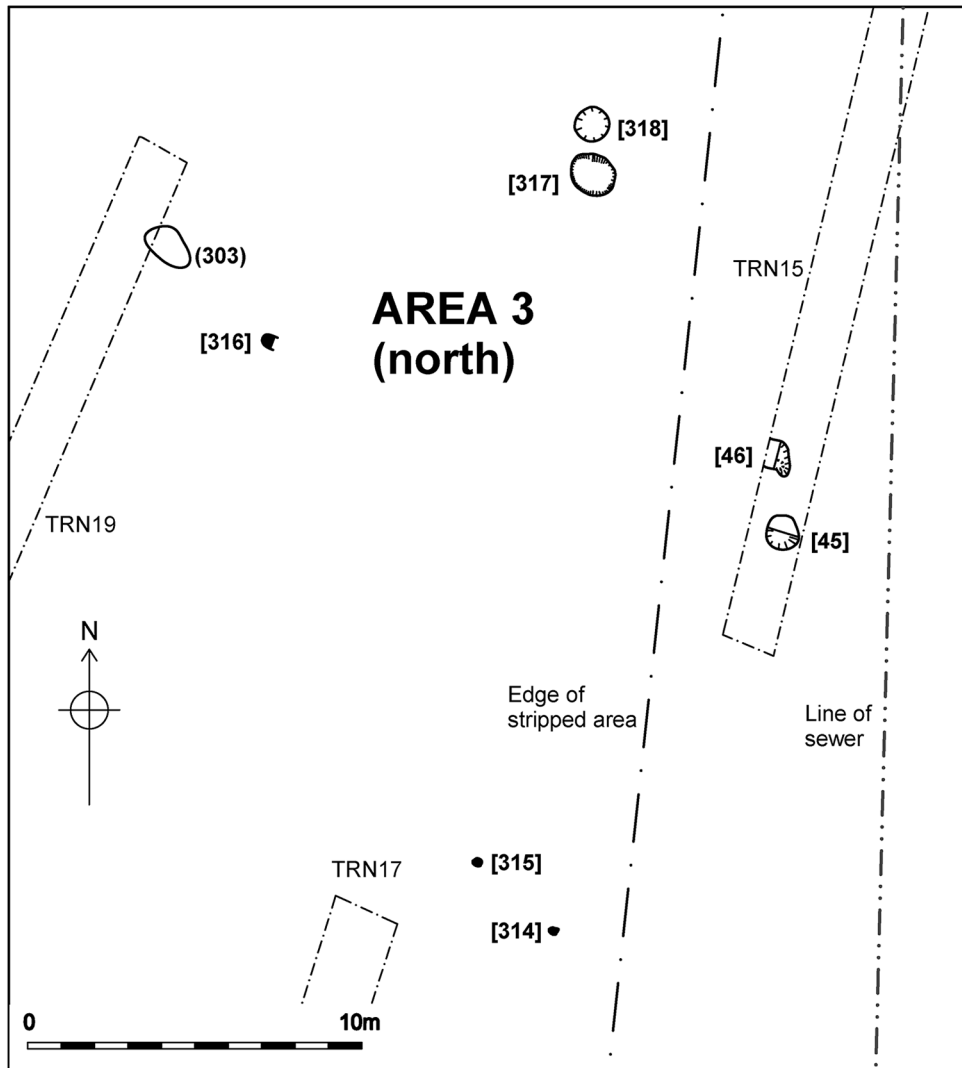 [318]
[317]
TRN15
(303)
AREA 3
(north)
[316]
[46]
TRN19
[45]
N
Edge of
stripped area
Line of
sewer
[315]
TRN17
[314]
0 10m